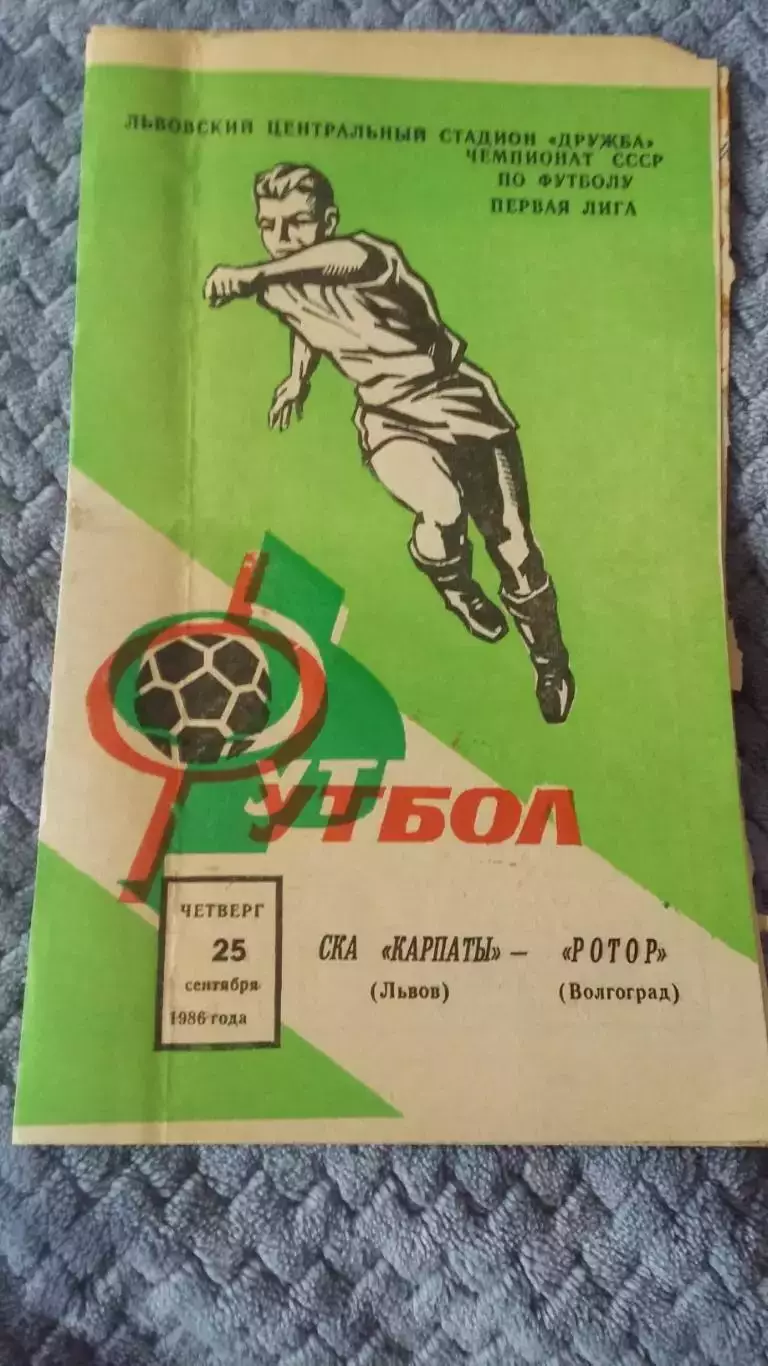 ЛЬВОВСКИЙ ЦЕНТРАЛЬНЫЙ СТАДИОН «ДРУЖБА»
ЧЕМПИОНАТ СССР
ПО ФУТБОЛУ
ПЕРВАЯ ЛИГА
ФУТБОЛ
ЧЕТВЕРГ
25
сентября
1986 года
СКА «КАРПАТЫ» — «РОТОР»
(Львов) (Волгоград)